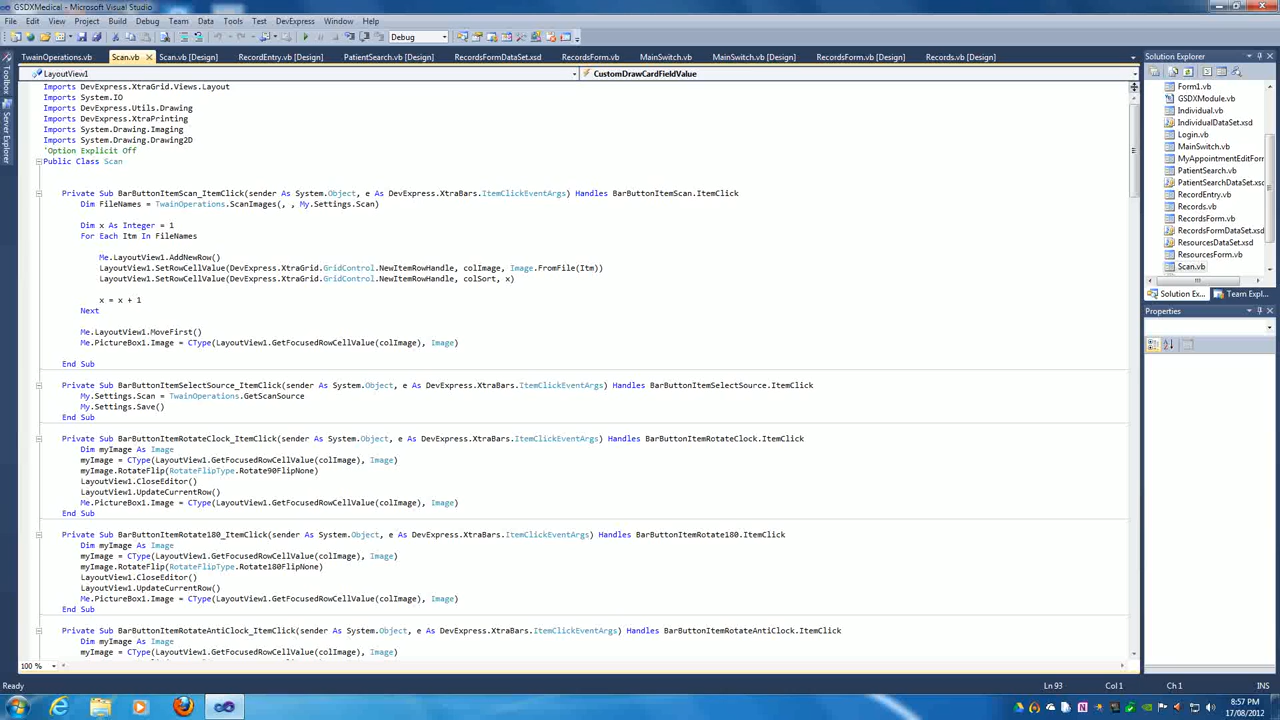 GSDXMedical - Microsoft Visual Studio
File Edit View Project Build Debug Team Data Tools Test DevExpress Window Help
Debug
TwainOperations.vb Scan.vb Scan.vb [Design] RecordEntry.vb [Design] PatientSearch.vb [Design] RecordsFormDataSet.xsd RecordsForm.vb MainSwitch.vb MainSwitch.vb [Design] RecordsForm.vb [Design] Records.vb [Design]
LayoutView1 CustomDrawCardFieldValue
Toolbox
Server Explorer
Imports DevExpress.XtraGrid.Views.Layout
Imports System.IO
Imports DevExpress.Utils.Drawing
Imports DevExpress.XtraPrinting
Imports System.Drawing.Imaging
Imports System.Drawing.Drawing2D
'Option Explicit Off
Public Class Scan
Private Sub BarButtonItemScan_ItemClick(sender As System.Object, e As DevExpress.XtraBars.ItemClickEventArgs) Handles BarButtonItemScan.ItemClick
Dim FileNames = TwainOperations.ScanImages(, , My.Settings.Scan)
Dim x As Integer = 1
For Each Itm In FileNames
Me.LayoutView1.AddNewRow()
LayoutView1.SetRowCellValue(DevExpress.XtraGrid.GridControl.NewItemRowHandle, colImage, Image.FromFile(Itm))
LayoutView1.SetRowCellValue(DevExpress.XtraGrid.GridControl.NewItemRowHandle, colSort, x)
x = x + 1
Next
Me.LayoutView1.MoveFirst()
Me.PictureBox1.Image = CType(LayoutView1.GetFocusedRowCellValue(colImage), Image)
End Sub
Private Sub BarButtonItemSelectSource_ItemClick(sender As System.Object, e As DevExpress.XtraBars.ItemClickEventArgs) Handles BarButtonItemSelectSource.ItemClick
My.Settings.Scan = TwainOperations.GetScanSource
My.Settings.Save()
End Sub
Private Sub BarButtonItemRotateClock_ItemClick(sender As System.Object, e As DevExpress.XtraBars.ItemClickEventArgs) Handles BarButtonItemRotateClock.ItemClick
Dim myImage As Image
myImage = CType(LayoutView1.GetFocusedRowCellValue(colImage), Image)
myImage.RotateFlip(RotateFlipType.Rotate90FlipNone)
LayoutView1.CloseEditor()
LayoutView1.UpdateCurrentRow()
Me.PictureBox1.Image = CType(LayoutView1.GetFocusedRowCellValue(colImage), Image)
End Sub
Private Sub BarButtonItemRotate180_ItemClick(sender As System.Object, e As DevExpress.XtraBars.ItemClickEventArgs) Handles BarButtonItemRotate180.ItemClick
Dim myImage As Image
myImage = CType(LayoutView1.GetFocusedRowCellValue(colImage), Image)
myImage.RotateFlip(RotateFlipType.Rotate180FlipNone)
LayoutView1.CloseEditor()
LayoutView1.UpdateCurrentRow()
Me.PictureBox1.Image = CType(LayoutView1.GetFocusedRowCellValue(colImage), Image)
End Sub
Private Sub BarButtonItemRotateAntiClock_ItemClick(sender As System.Object, e As DevExpress.XtraBars.ItemClickEventArgs) Handles BarButtonItemRotateAntiClock.ItemClick
Dim myImage As Image
myImage = CType(LayoutView1.GetFocusedRowCellValue(colImage), Image)
100 %
Solution Explorer
Form1.vb
GSDXModule.vb
Individual.vb
IndividualDataSet.xsd
Login.vb
MainSwitch.vb
MyAppointmentEditForm
PatientSearch.vb
PatientSearchDataSet.xsd
RecordEntry.vb
Records.vb
RecordsForm.vb
RecordsFormDataSet.xsd
ResourcesDataSet.xsd
ResourcesForm.vb
Scan.vb
Solution Ex... Team Expl...
Properties
Ready Ln 93 Col 1 Ch 1 INS
8:57 PM
17/08/2012